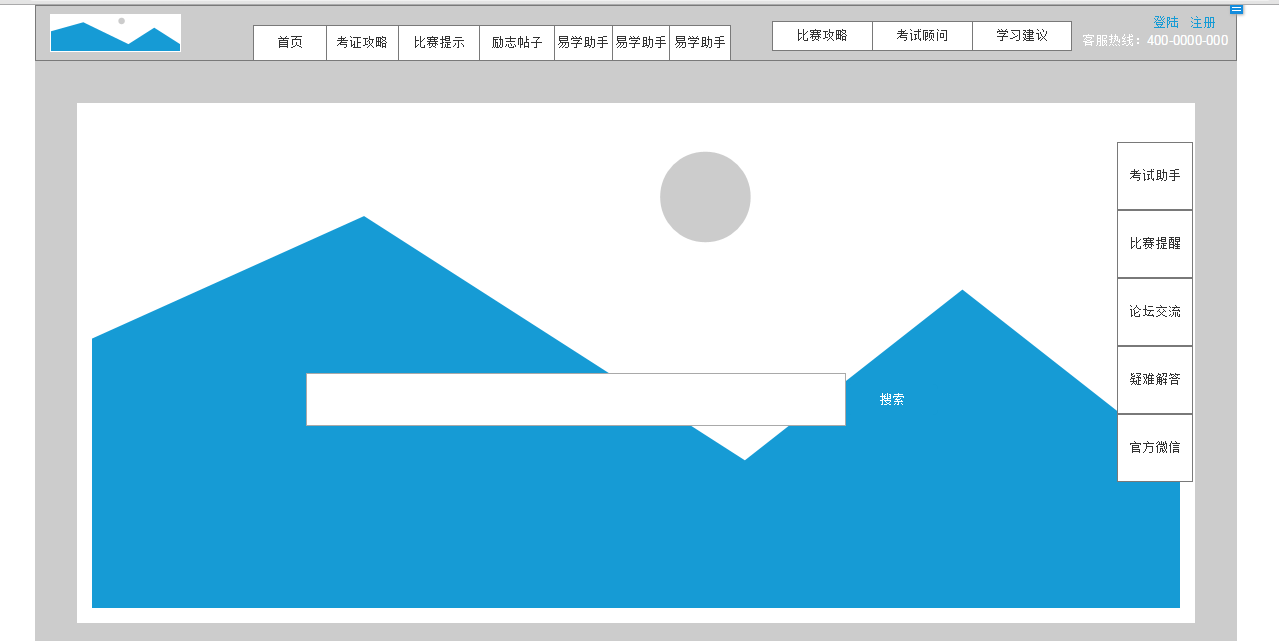 首页 考证攻略 比赛提示 励志帖子 易学助手 易学助手 易学助手 比赛攻略 考试顾问 学习建议 登陆 注册
客服热线：400-0000-000
考试助手
比赛提醒
论坛交流
疑难解答
搜索
官方微信